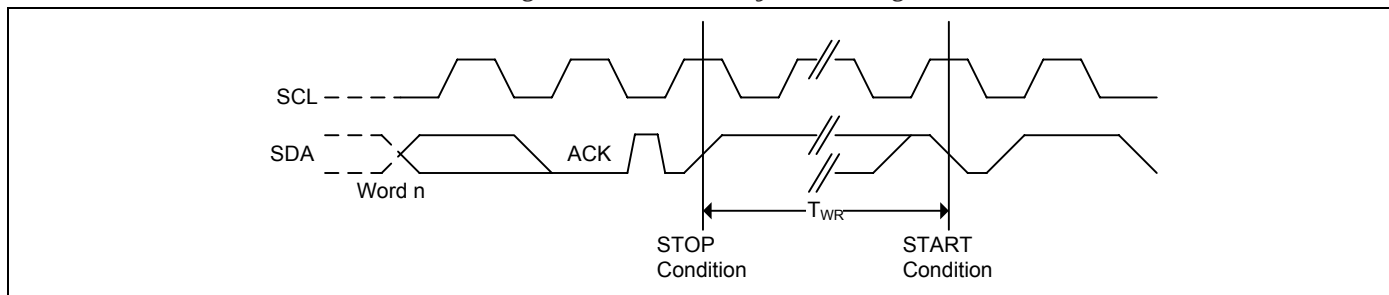 SCL
SDA
ACK
Word n
TWR
STOP
Condition
START
Condition